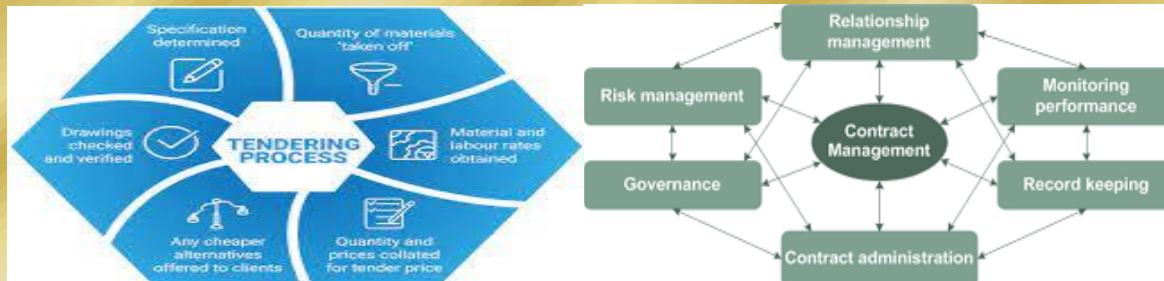 Specification
determined
Quantity of materials
'taken off'
Drawings
checked
and verified
TENDERING
PROCESS
Material and
labour rates
obtained
Any cheaper
alternatives
offered to clients
Quantity and
prices collated
for tender price
Relationship
management
Risk management
Monitoring
performance
Contract
Management
Governance
Record keeping
Contract administration